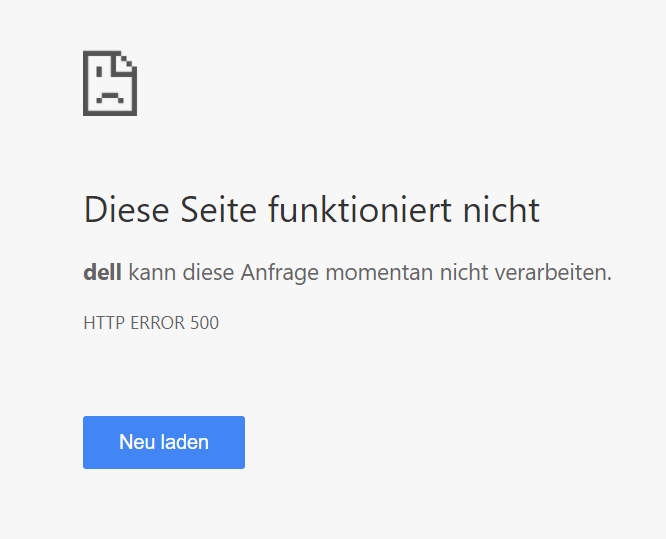 Diese Seite funktioniert nicht
dell kann diese Anfrage momentan nicht verarbeiten.
HTTP ERROR 500
Neu laden